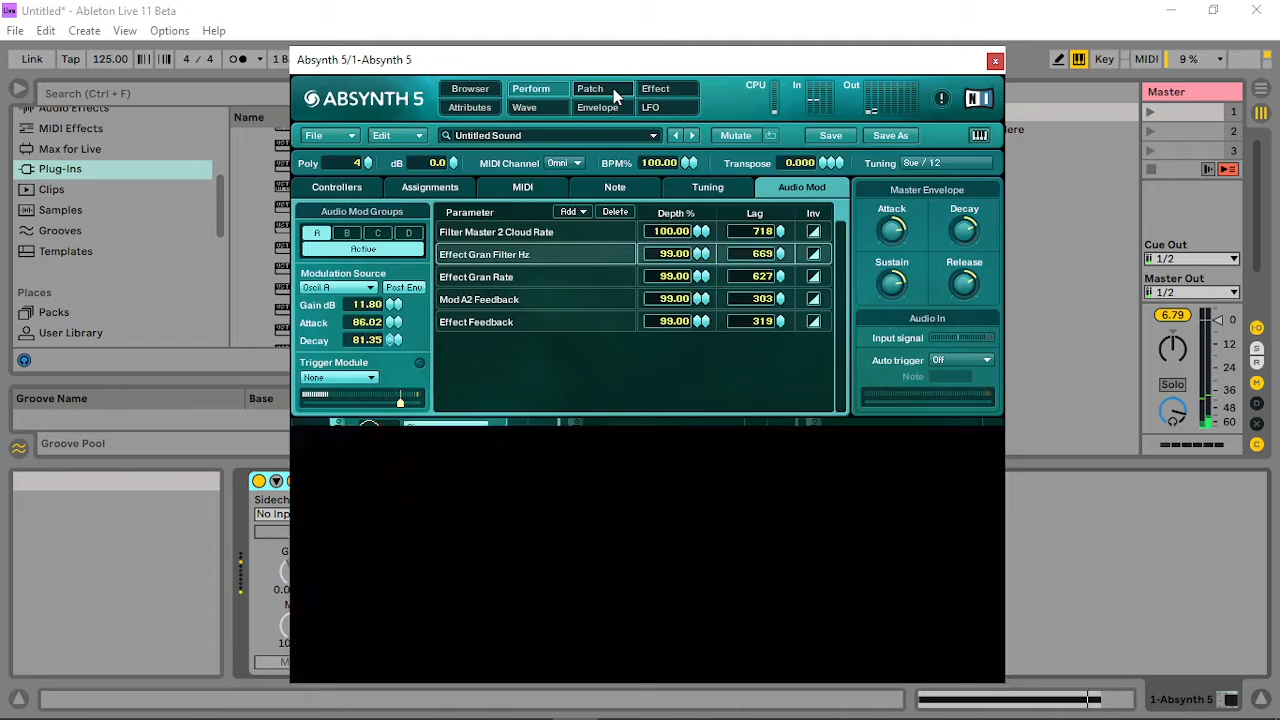 Live Untitled* - Ableton Live 11 Beta
File Edit Create View Options Help
Link Tap 125.00 4 / 4 1 B Key MIDI 9 %
Absynth 5/1-Absynth 5 x
ABSYNTH 5
Browser Perform Patch Effect
Attributes Wave Envelope LFO
CPU In Out
File Edit Untitled Sound Mutate Save Save As
Poly 4 dB 0.0 MIDI Channel Omni BPM% 100.00 Transpose 0.000 Tuning 8ue / 12
Controllers Assignments MIDI Note Tuning Audio Mod
Audio Mod Groups
A B C D
Active
Modulation Source
Oscil A Post Env
Gain dB 11.80
Attack 86.02
Decay 81.35
Trigger Module
None
Parameter Add Delete Depth % Lag Inv
Filter Master 2 Cloud Rate 100.00 718
Effect Gran Filter Hz 99.00 669
Effect Gran Rate 99.00 627
Mod A2 Feedback 99.00 303
Effect Feedback 99.00 319
Master Envelope
Attack Decay
Sustain Release
Audio In
Input signal
Auto trigger Off
Note
Search (Ctrl + F)
Audio Effects
MIDI Effects
Max for Live
Plug-Ins
Clips
Samples
Grooves
Templates
Places
Packs
User Library
Name
Groove Name Base
Groove Pool
Sidech
No Inp
G
0.0
M
10
M
Master
1
2
3
ere
Cue Out
1/2
Master Out
1/2
6.79
0
12
24
36
48
60
Solo
I·O
S
R
M
D
X
C
1-Absynth 5